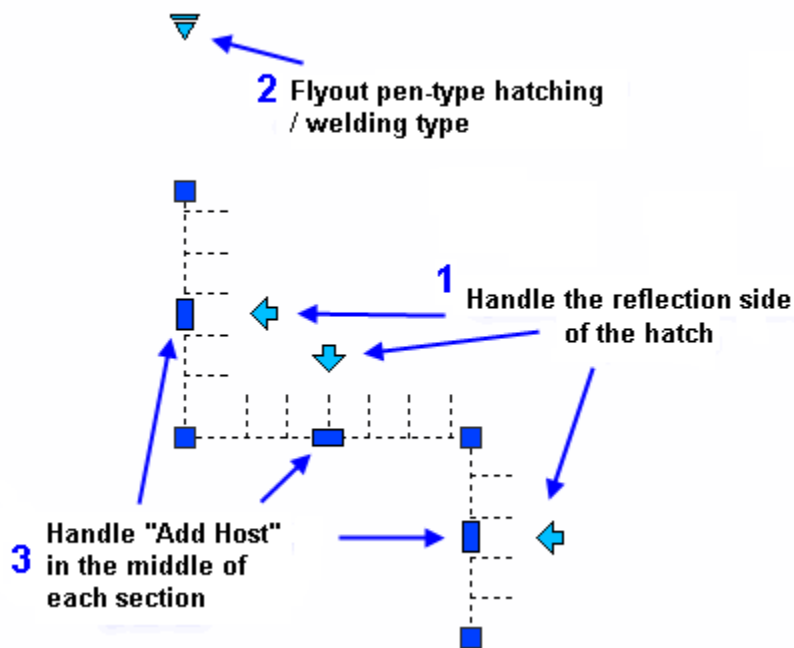 2 Flyout pen-type hatching
/ welding type
1
Handle the reflection side
of the hatch
3 Handle "Add Host"
in the middle of
each section